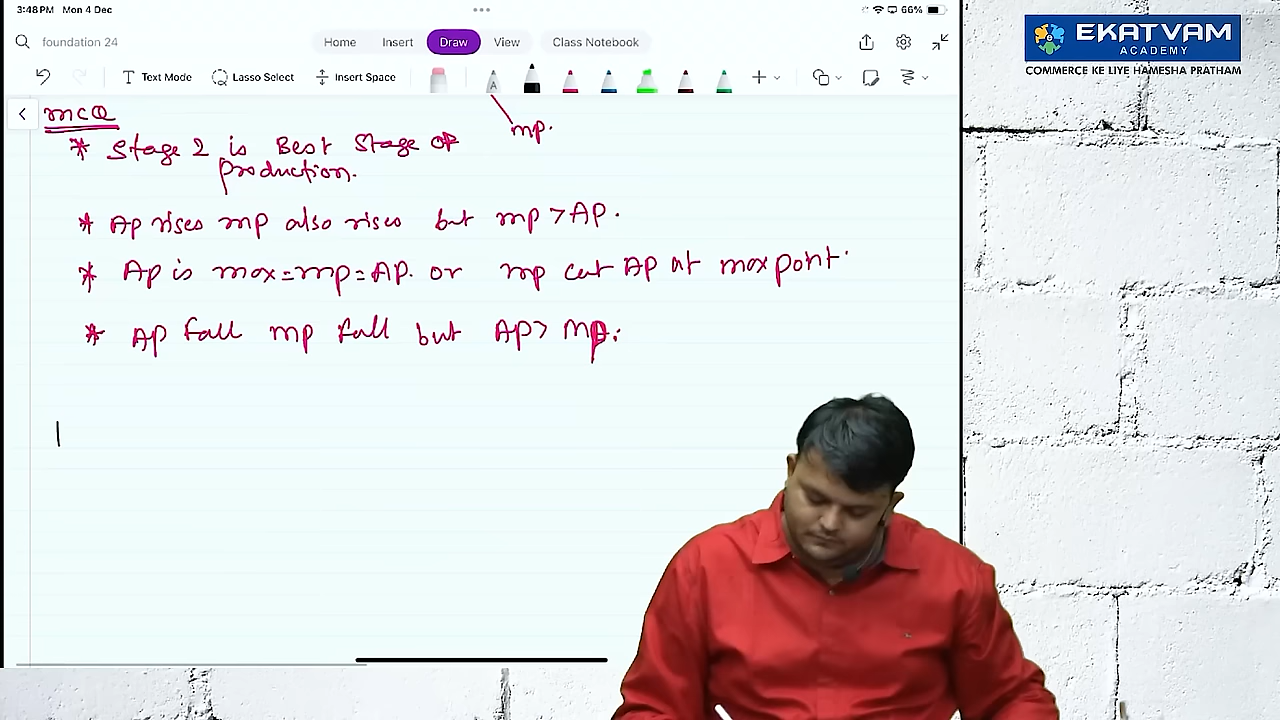 3:48 PM Mon 4 Dec
66%
EKATVAM
ACADEMY
COMMERCE KE LIYE HAMESHA PRATHAM
foundation 24
Home Insert Draw View Class Notebook
Text Mode Lasso Select Insert Space
A
mp.
mcQ
* Stage 2 is Best Stage of
production.
* Ap rises mp also rises but mp > AP.
* Ap is max = mp = AP. or mp cut AP at max point.
* Ap fall mp fall but AP > MP.